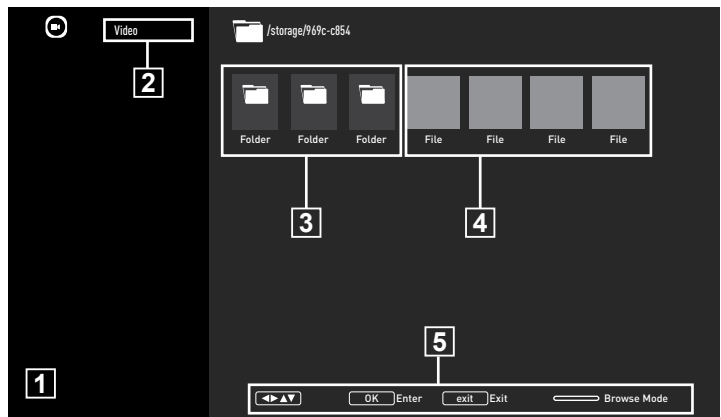 Video
/storage/969c-c854
2
Folder Folder Folder File File File File
3 4
5
1
OK Enter exit Exit Browse Mode